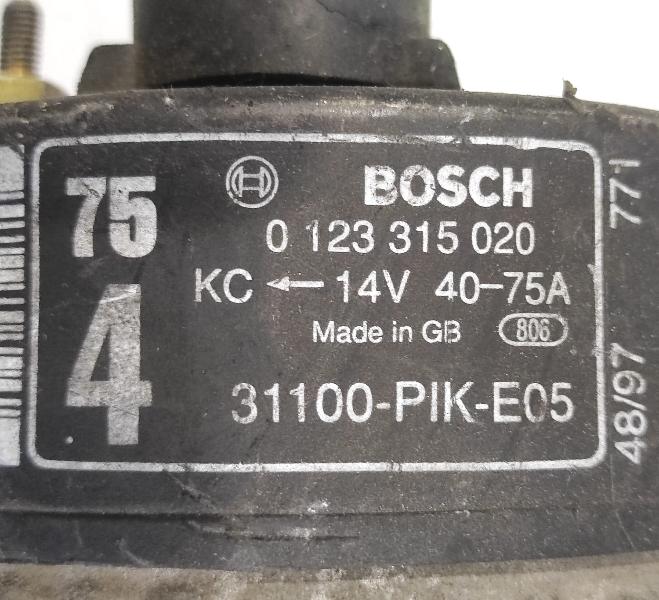 75
4
BOSCH
0 123 315 020
KC ← 14V 40-75A
Made in GB 806
31100-PIK-E05
48/97 771